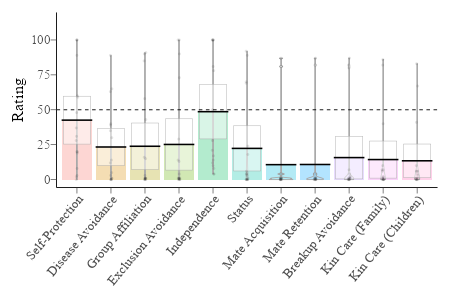 Rating
100
75
50
25
0
Self-Protection
Disease Avoidance
Group Affiliation
Exclusion Avoidance
Independence
Status
Mate Acquisition
Mate Retention
Breakup Avoidance
Kin Care (Family)
Kin Care (Children)